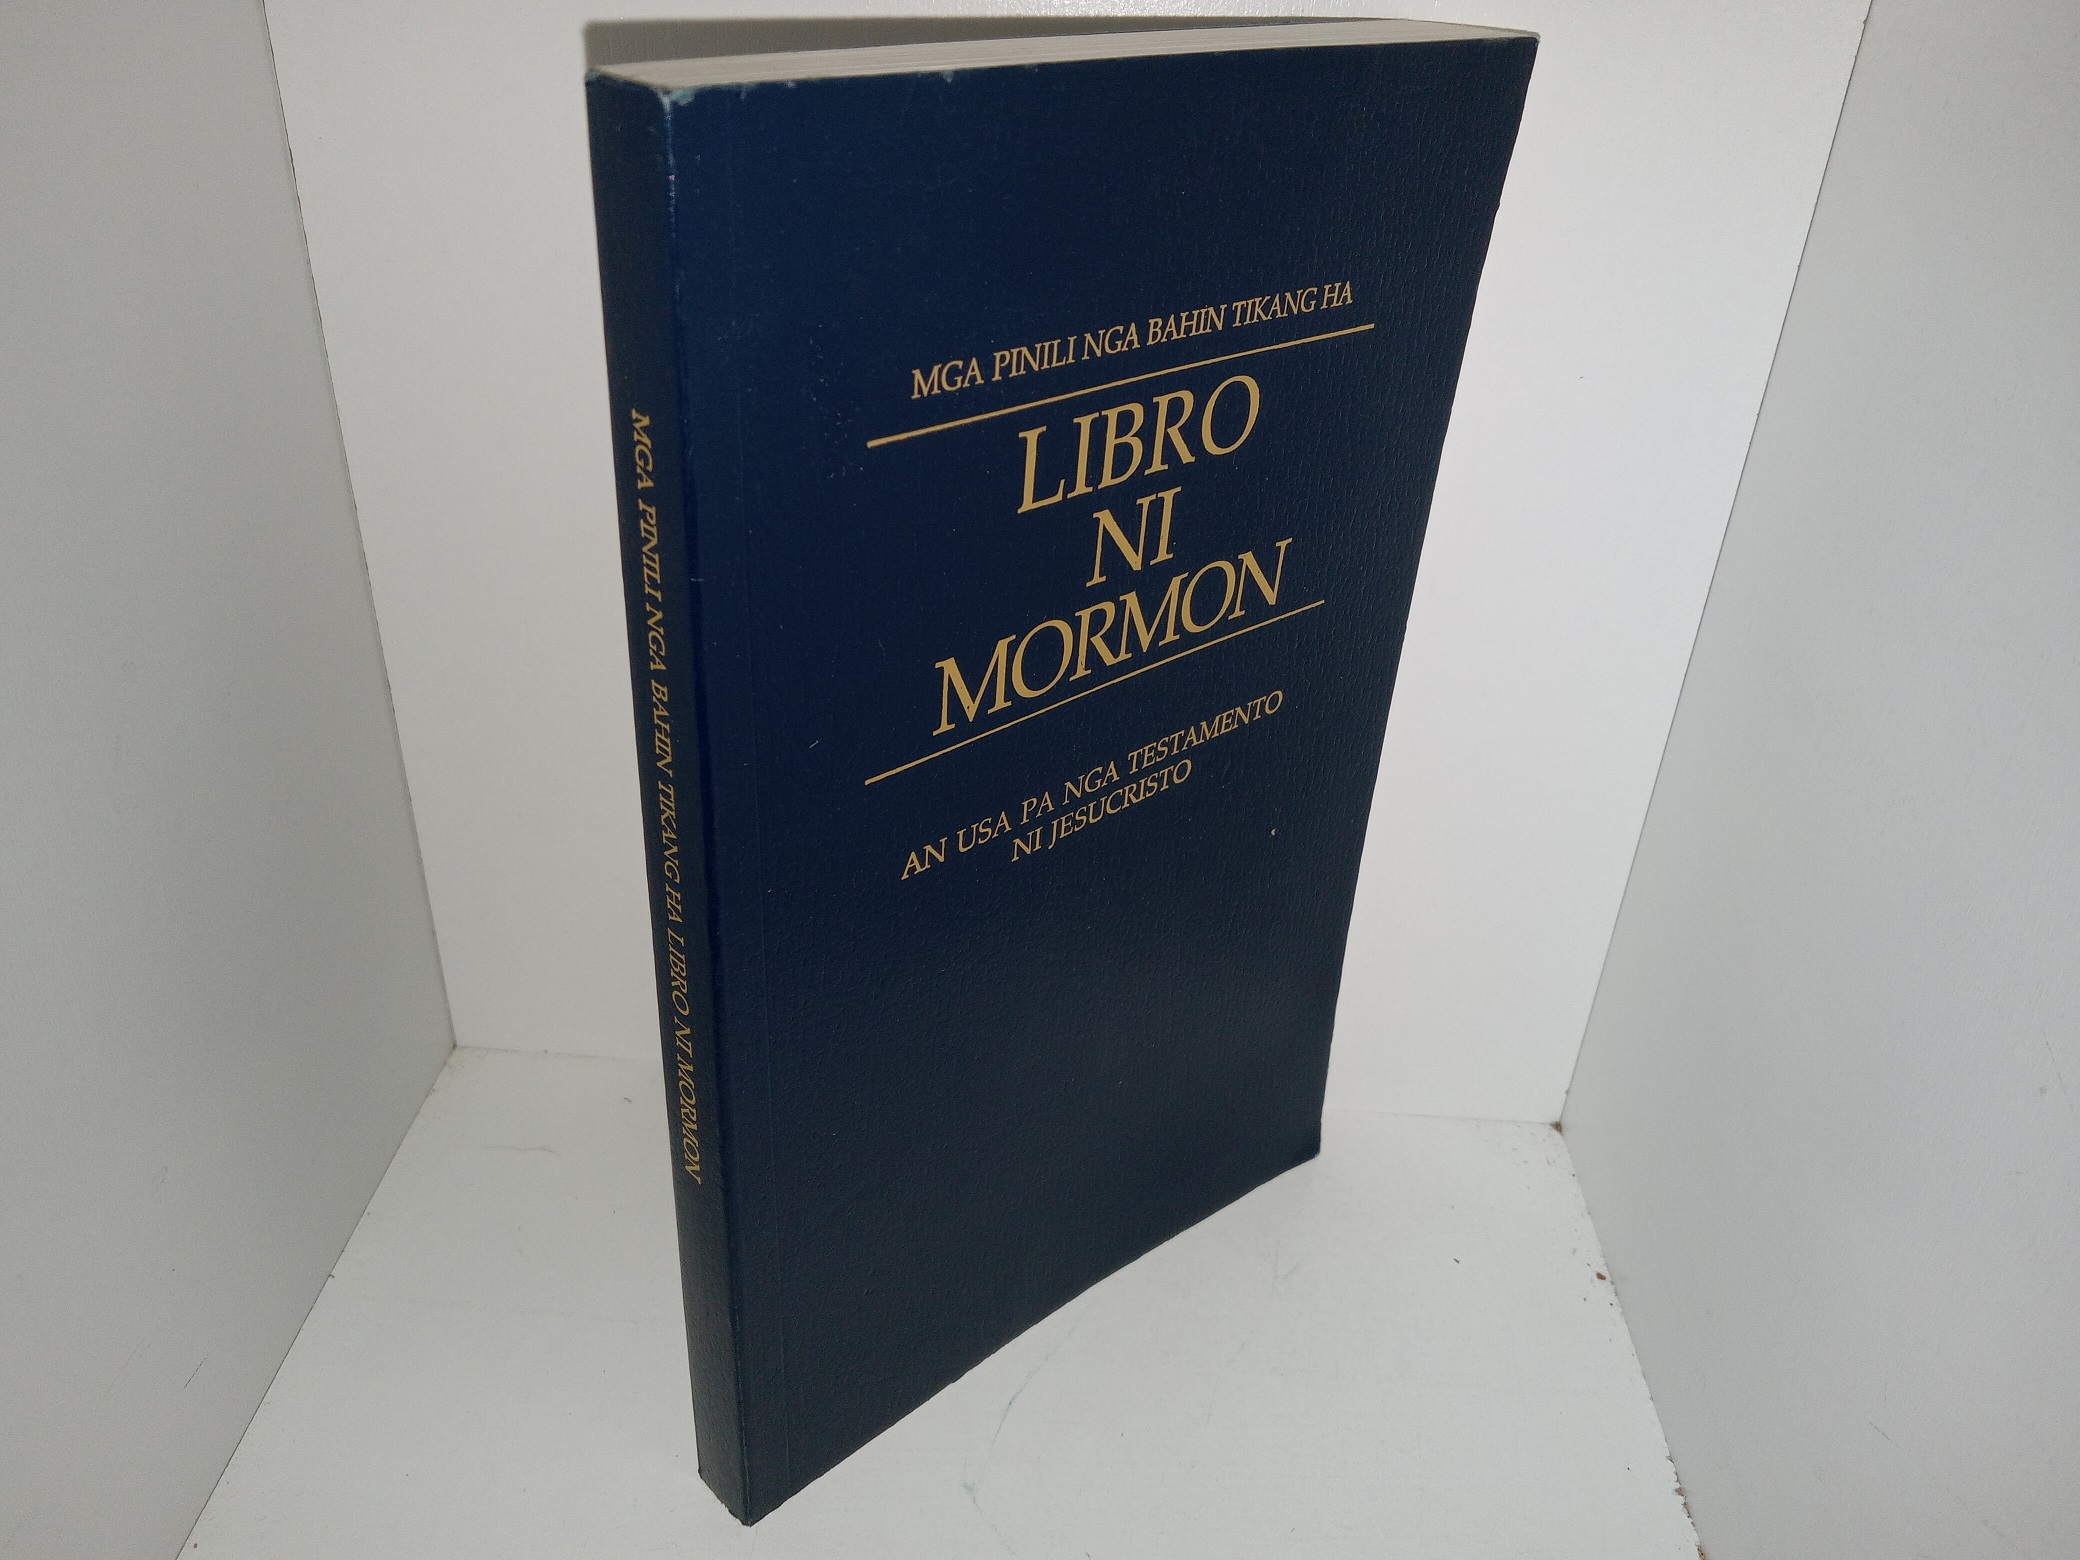 MGA PINILI NGA BAHIN TIKANG HA
LIBRO
NI
MORMON
AN USA PA NGA TESTAMENTO
NI JESUCRISTO
MGA PINILI NGA BAHIN TIKANG HA LIBRO NI MORMON